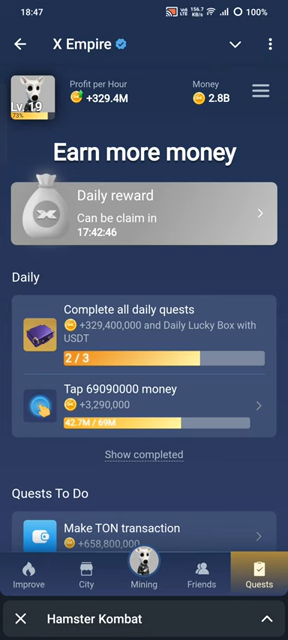 18:47
156.7
KB/s
100%
X Empire
Lv. 19
73%
Profit per Hour
+329.4M
Money
2.8B
Earn more money
Daily reward
Can be claim in
17:42:46
Daily
Complete all daily quests
+329,400,000 and Daily Lucky Box with
USDT
2 / 3
Tap 69090000 money
+3,290,000
42.7M / 69M
Show completed
Quests To Do
Make TON transaction
+658,800,000
Improve
City
Mining
Friends
Quests
Hamster Kombat